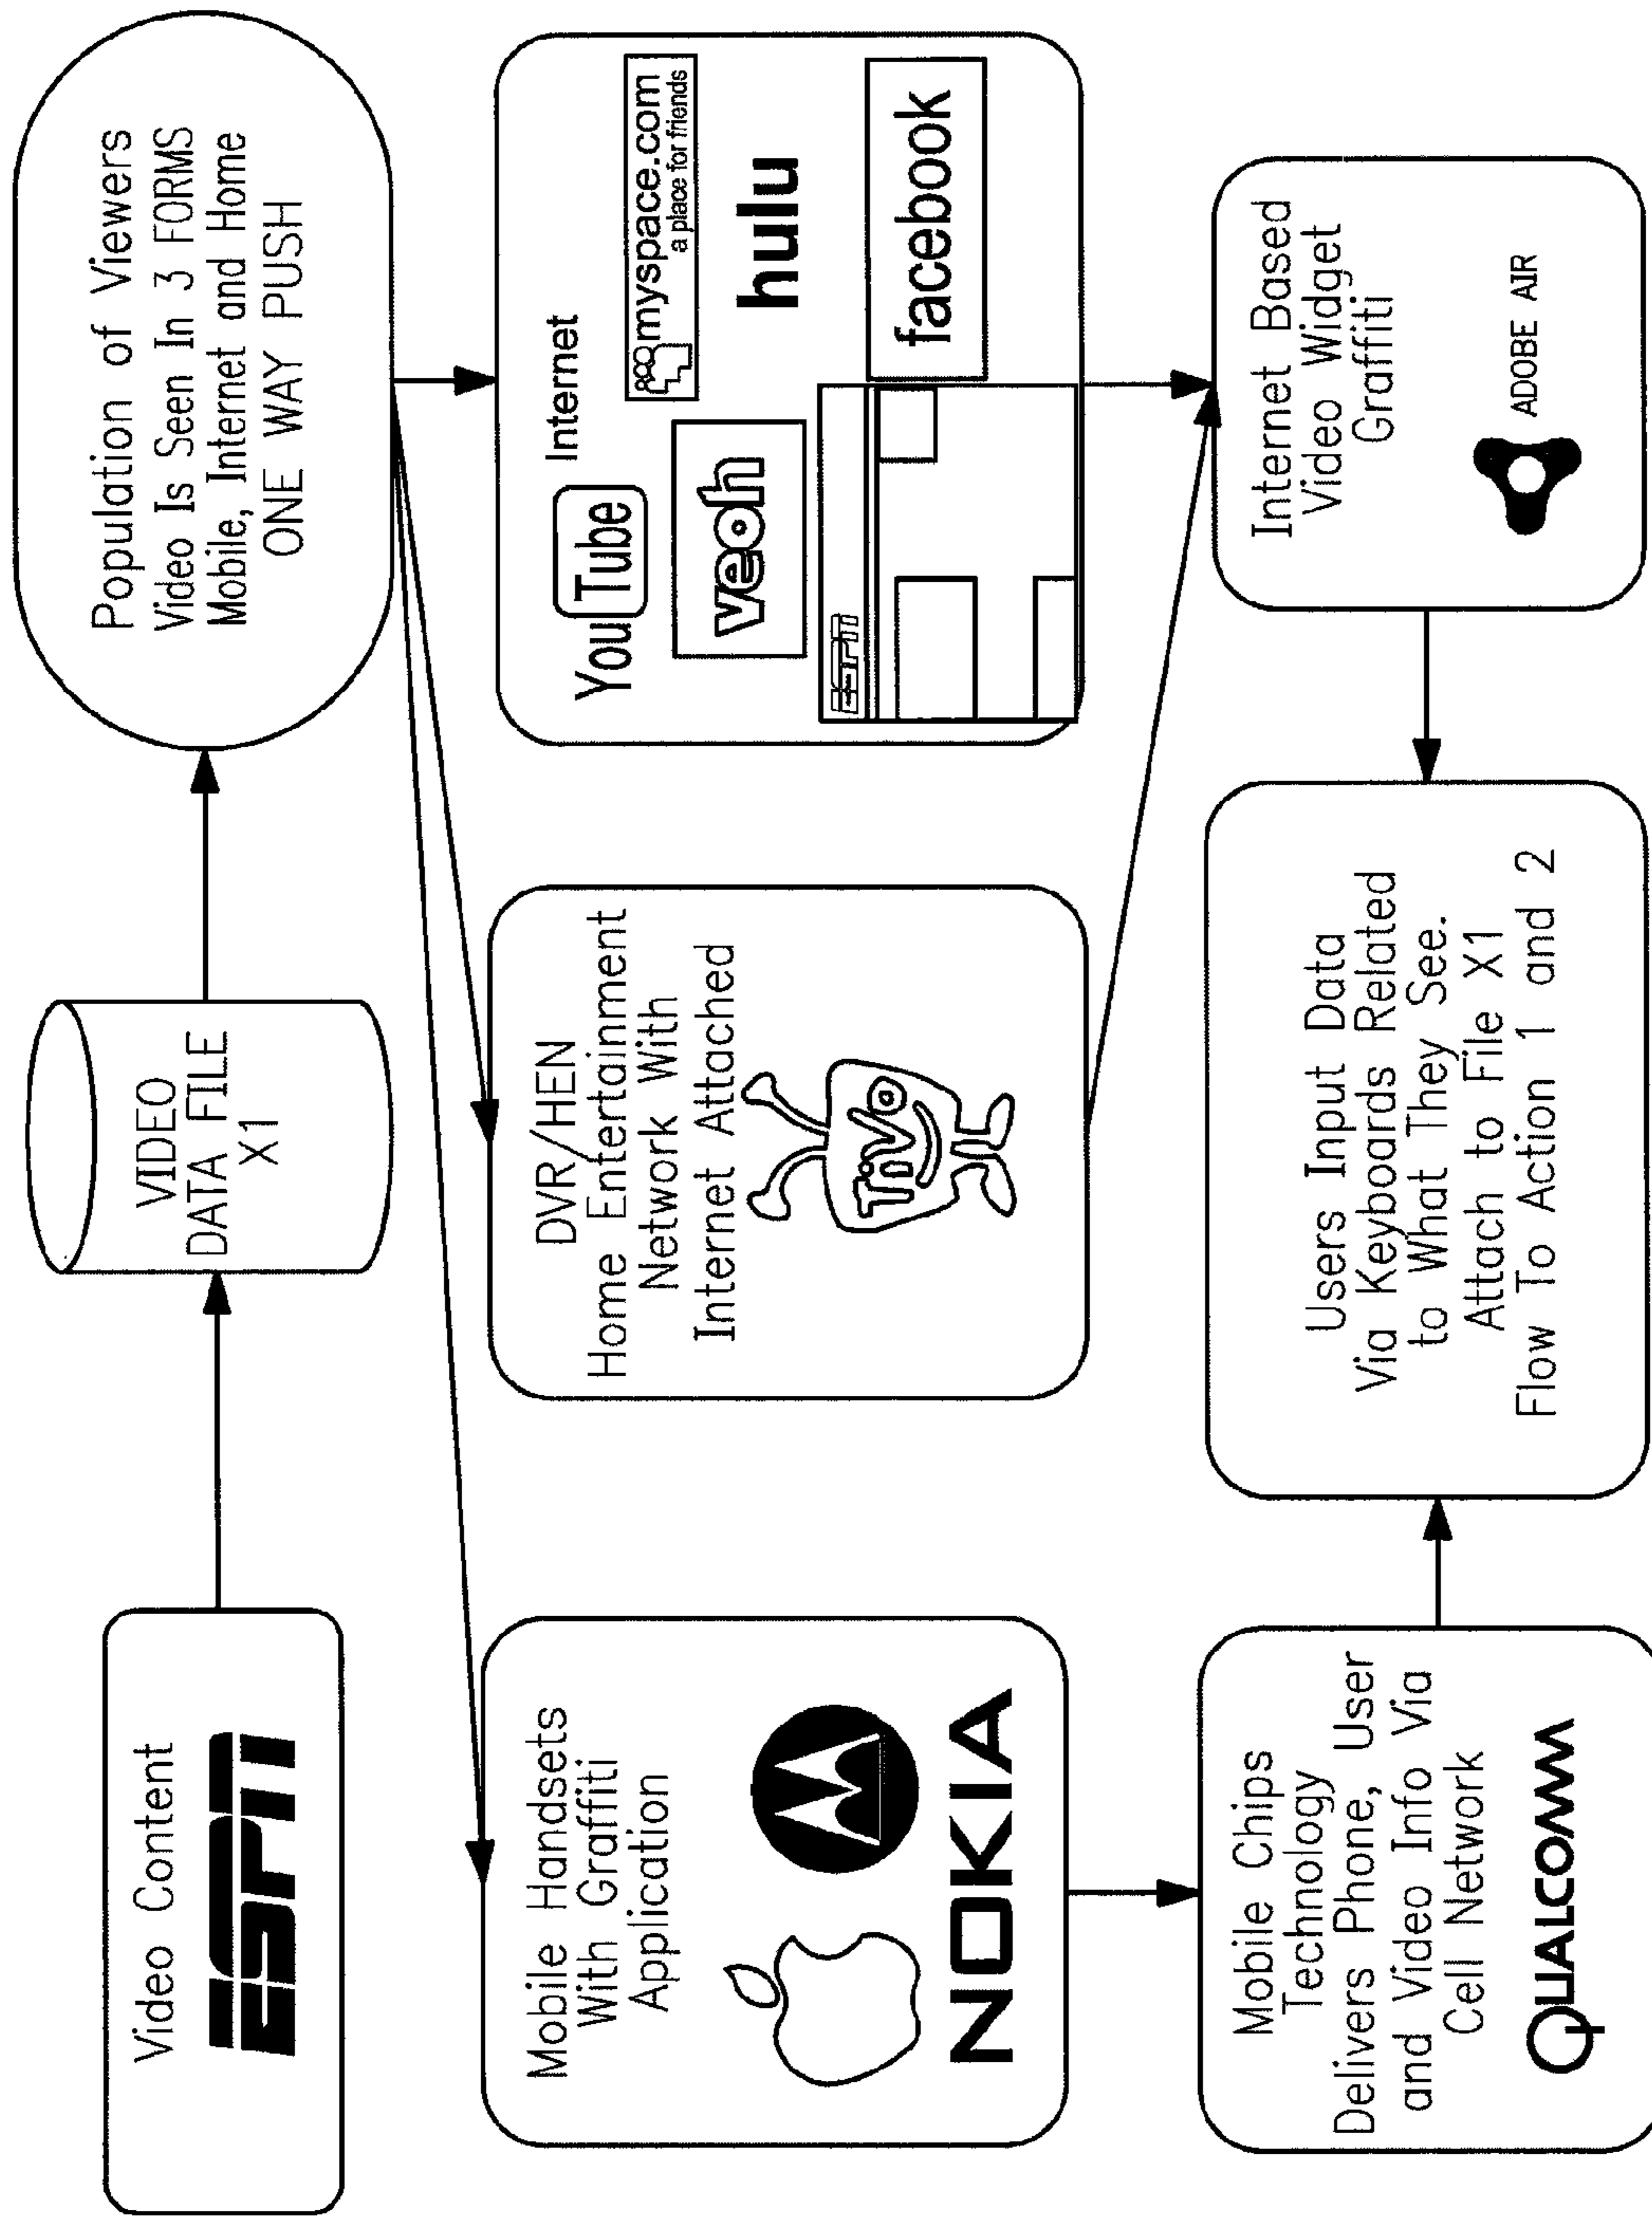 Video Content
ESPN
VIDEO
DATA FILE
X1
Population of Viewers
Video Is Seen In 3 FORMS
Mobile, Internet and Home
ONE WAY PUSH
Mobile Handsets
With Graffiti
Application
NOKIA
DVR/HEN
Home Entertainment
Network With
Internet Attached
TiVo
Internet
YouTube
myspace.com
a place for friends
veoh
hulu
ESPN
facebook
Mobile Chips
Technology
Delivers Phone, User
and Video Info Via
Cell Network
QUALCOMM
Users Input Data
Via Keyboards Related
to What They See.
Attach to File X1
Flow To Action 1 and 2
Internet Based
Video Widget
Graffiti
ADOBE AIR